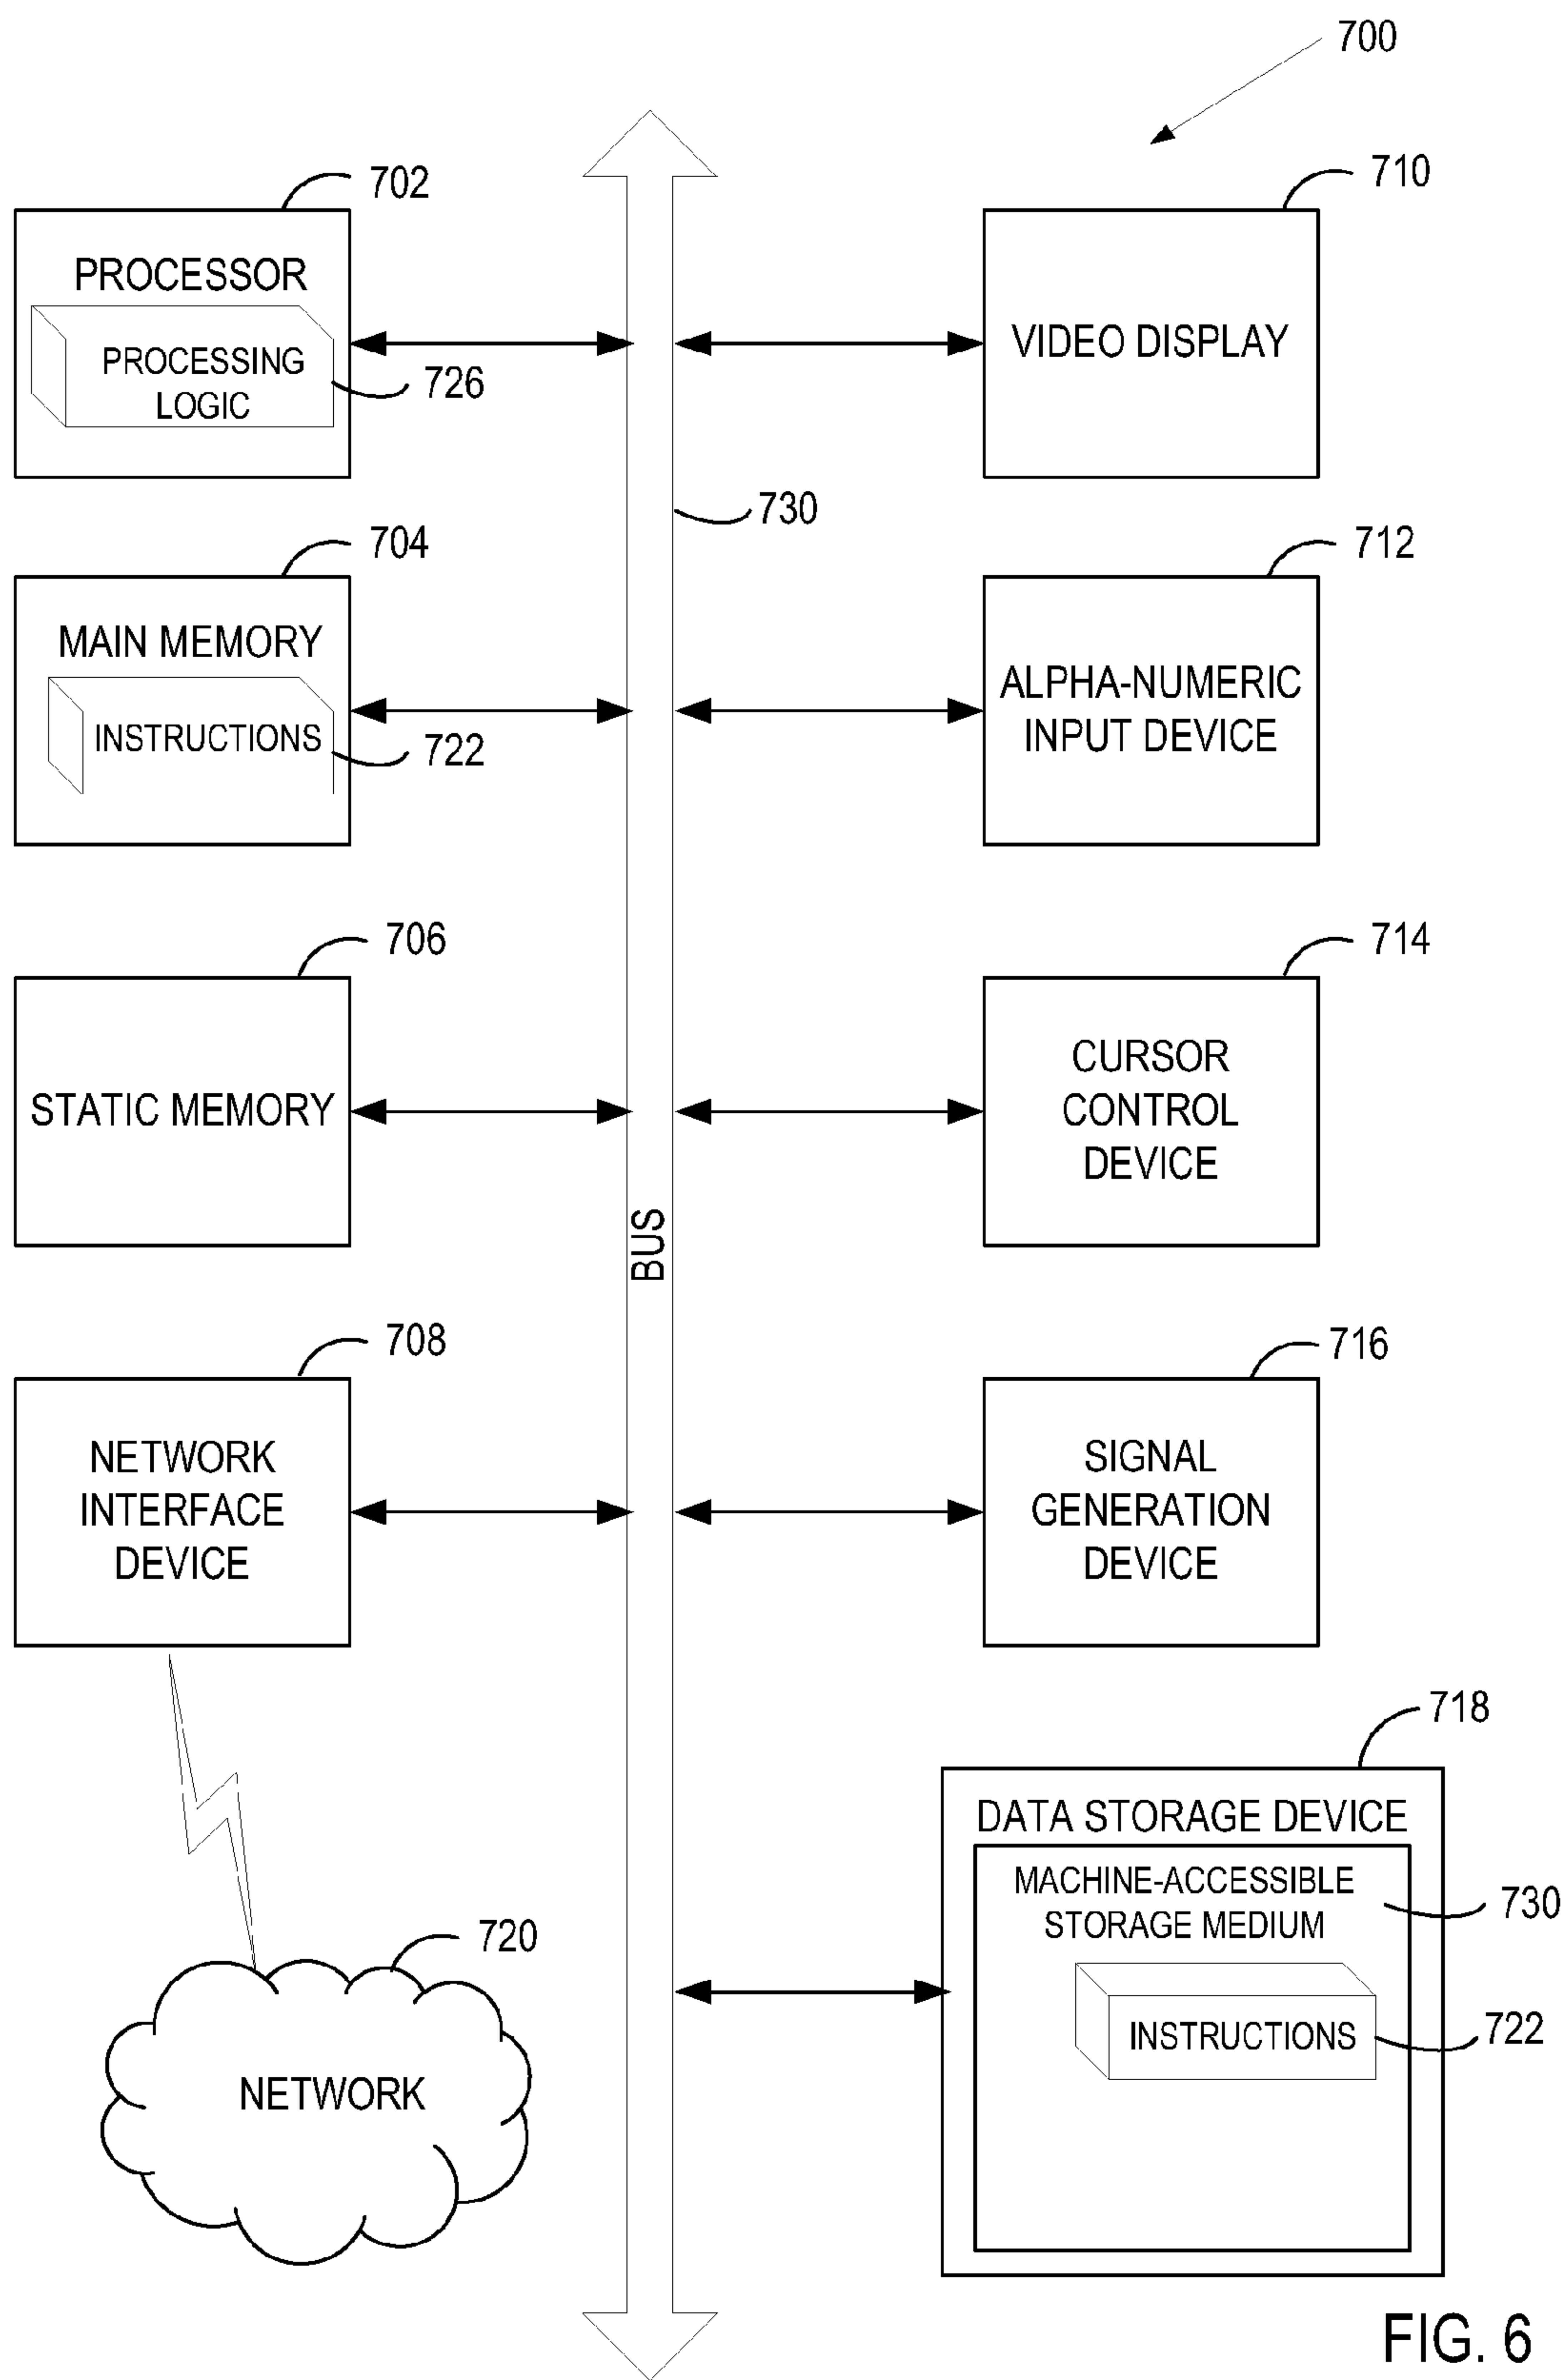 700
702
PROCESSOR
PROCESSING
LOGIC
726
710
VIDEO DISPLAY
730
704
MAIN MEMORY
INSTRUCTIONS
722
712
ALPHA-NUMERIC
INPUT DEVICE
706
STATIC MEMORY
714
CURSOR
CONTROL
DEVICE
BUS
708
NETWORK
INTERFACE
DEVICE
716
SIGNAL
GENERATION
DEVICE
718
DATA STORAGE DEVICE
MACHINE-ACCESSIBLE
STORAGE MEDIUM
730
INSTRUCTIONS
722
720
NETWORK
FIG. 6